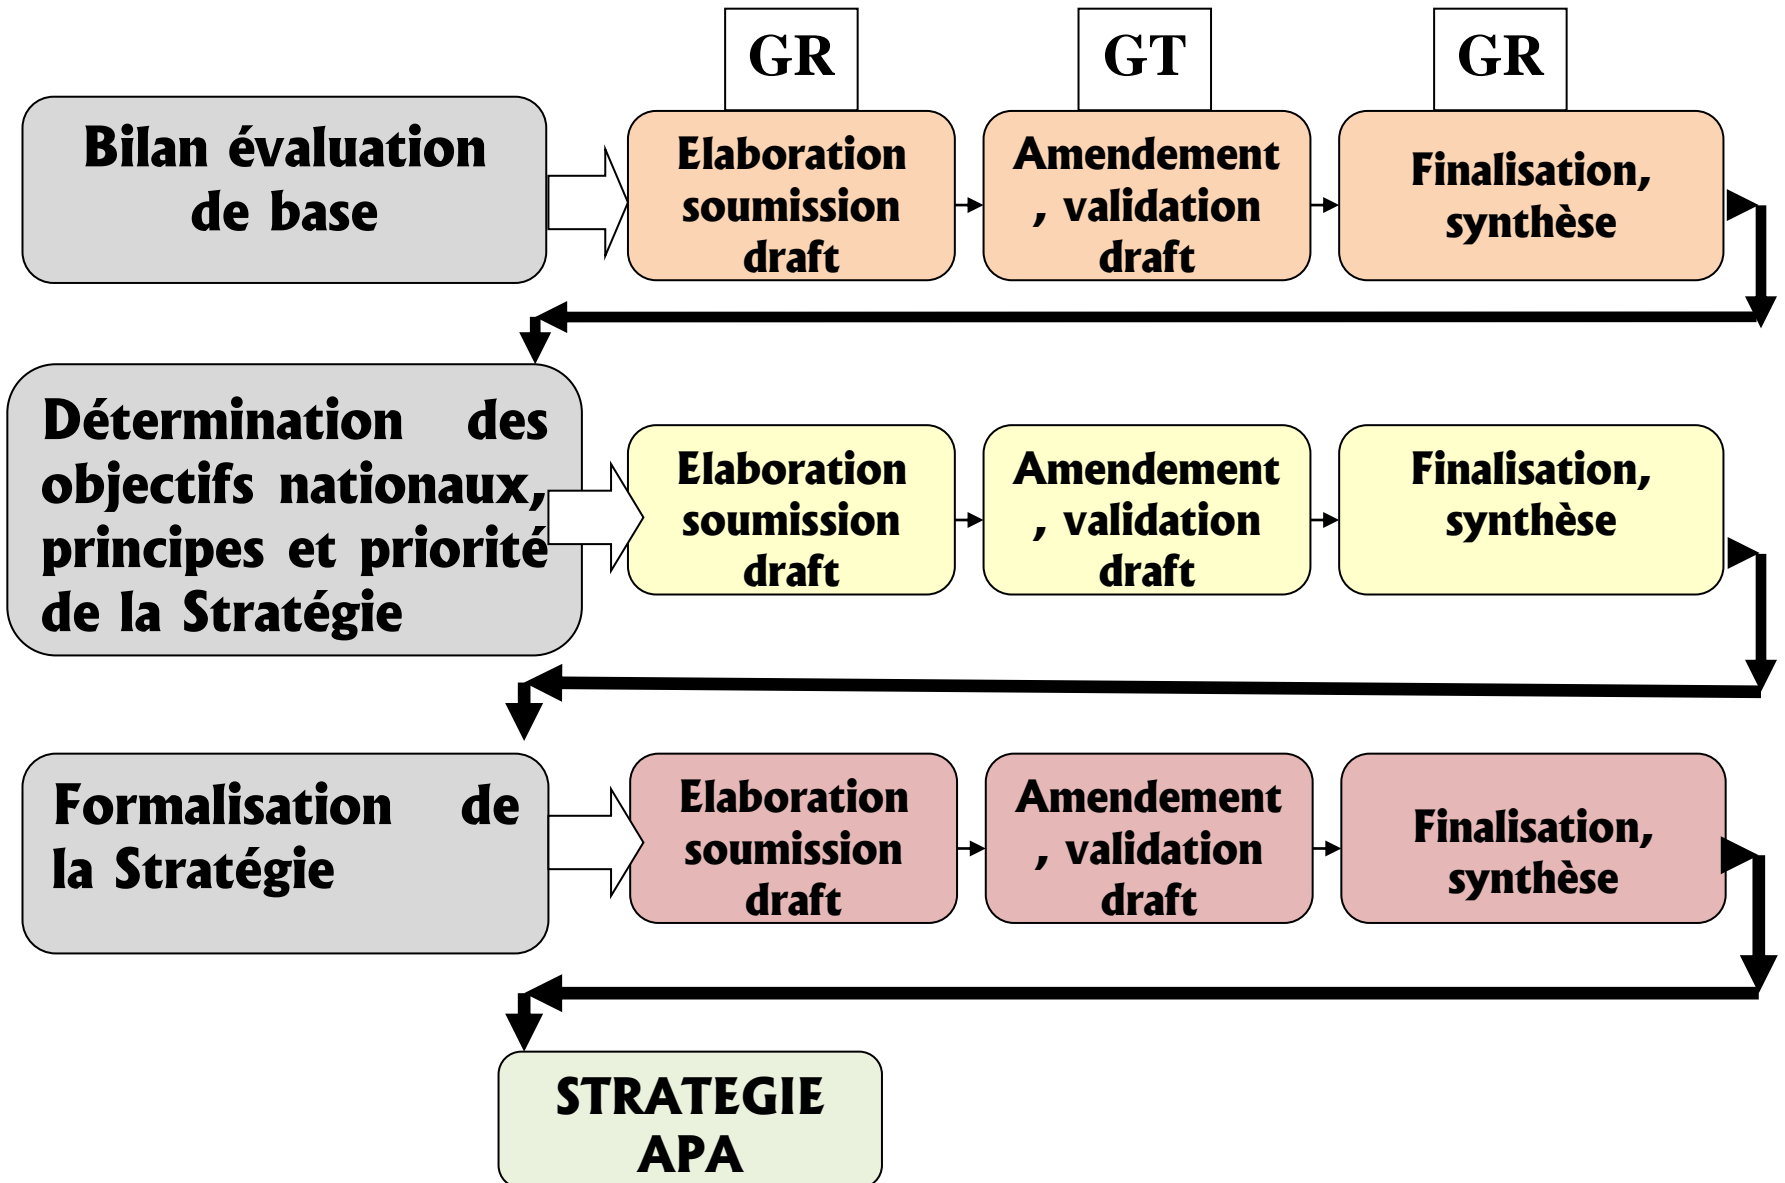 GR
GT
GR
Bilan évaluation
de base
Elaboration
soumission
draft
Amendement
, validation
draft
Finalisation,
synthèse
Détermination des
objectifs nationaux,
principes et priorité
de la Stratégie
Elaboration
soumission
draft
Amendement
, validation
draft
Finalisation,
synthèse
Formalisation de
la Stratégie
Elaboration
soumission
draft
Amendement
, validation
draft
Finalisation,
synthèse
STRATEGIE
APA